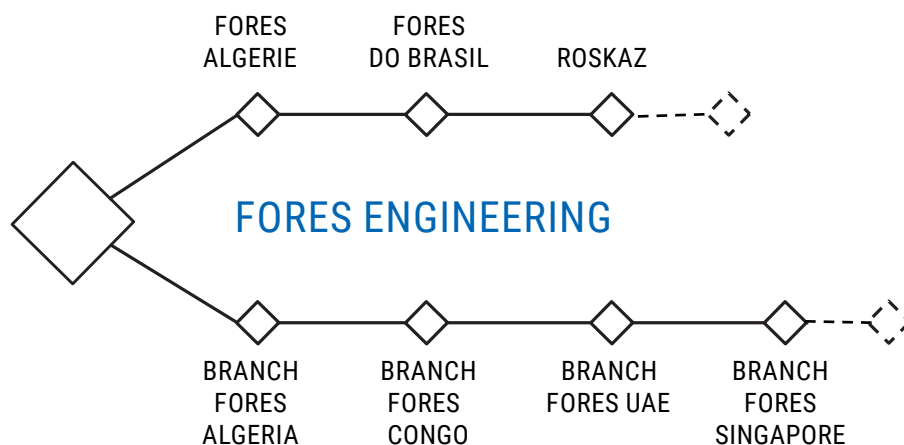 FORES
ALGERIE
FORES
DO BRASIL
ROSKAZ
FORES ENGINEERING
BRANCH
FORES
ALGERIA
BRANCH
FORES
CONGO
BRANCH
FORES UAE
BRANCH
FORES
SINGAPORE